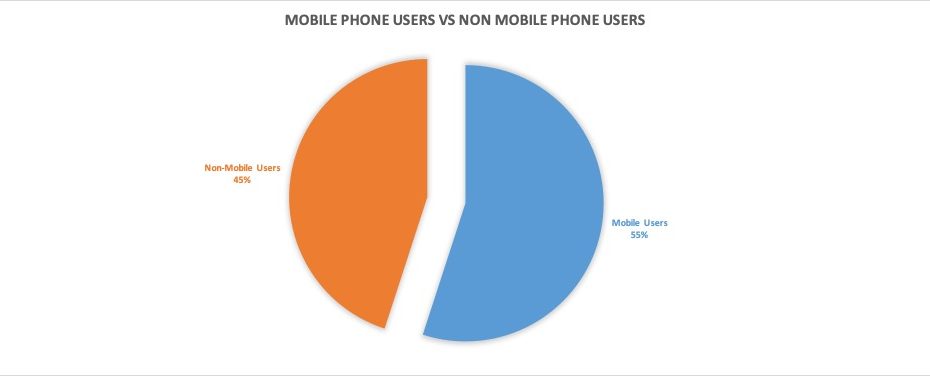 MOBILE PHONE USERS VS NON MOBILE PHONE USERS
Non-Mobile Users
45%
Mobile Users
55%